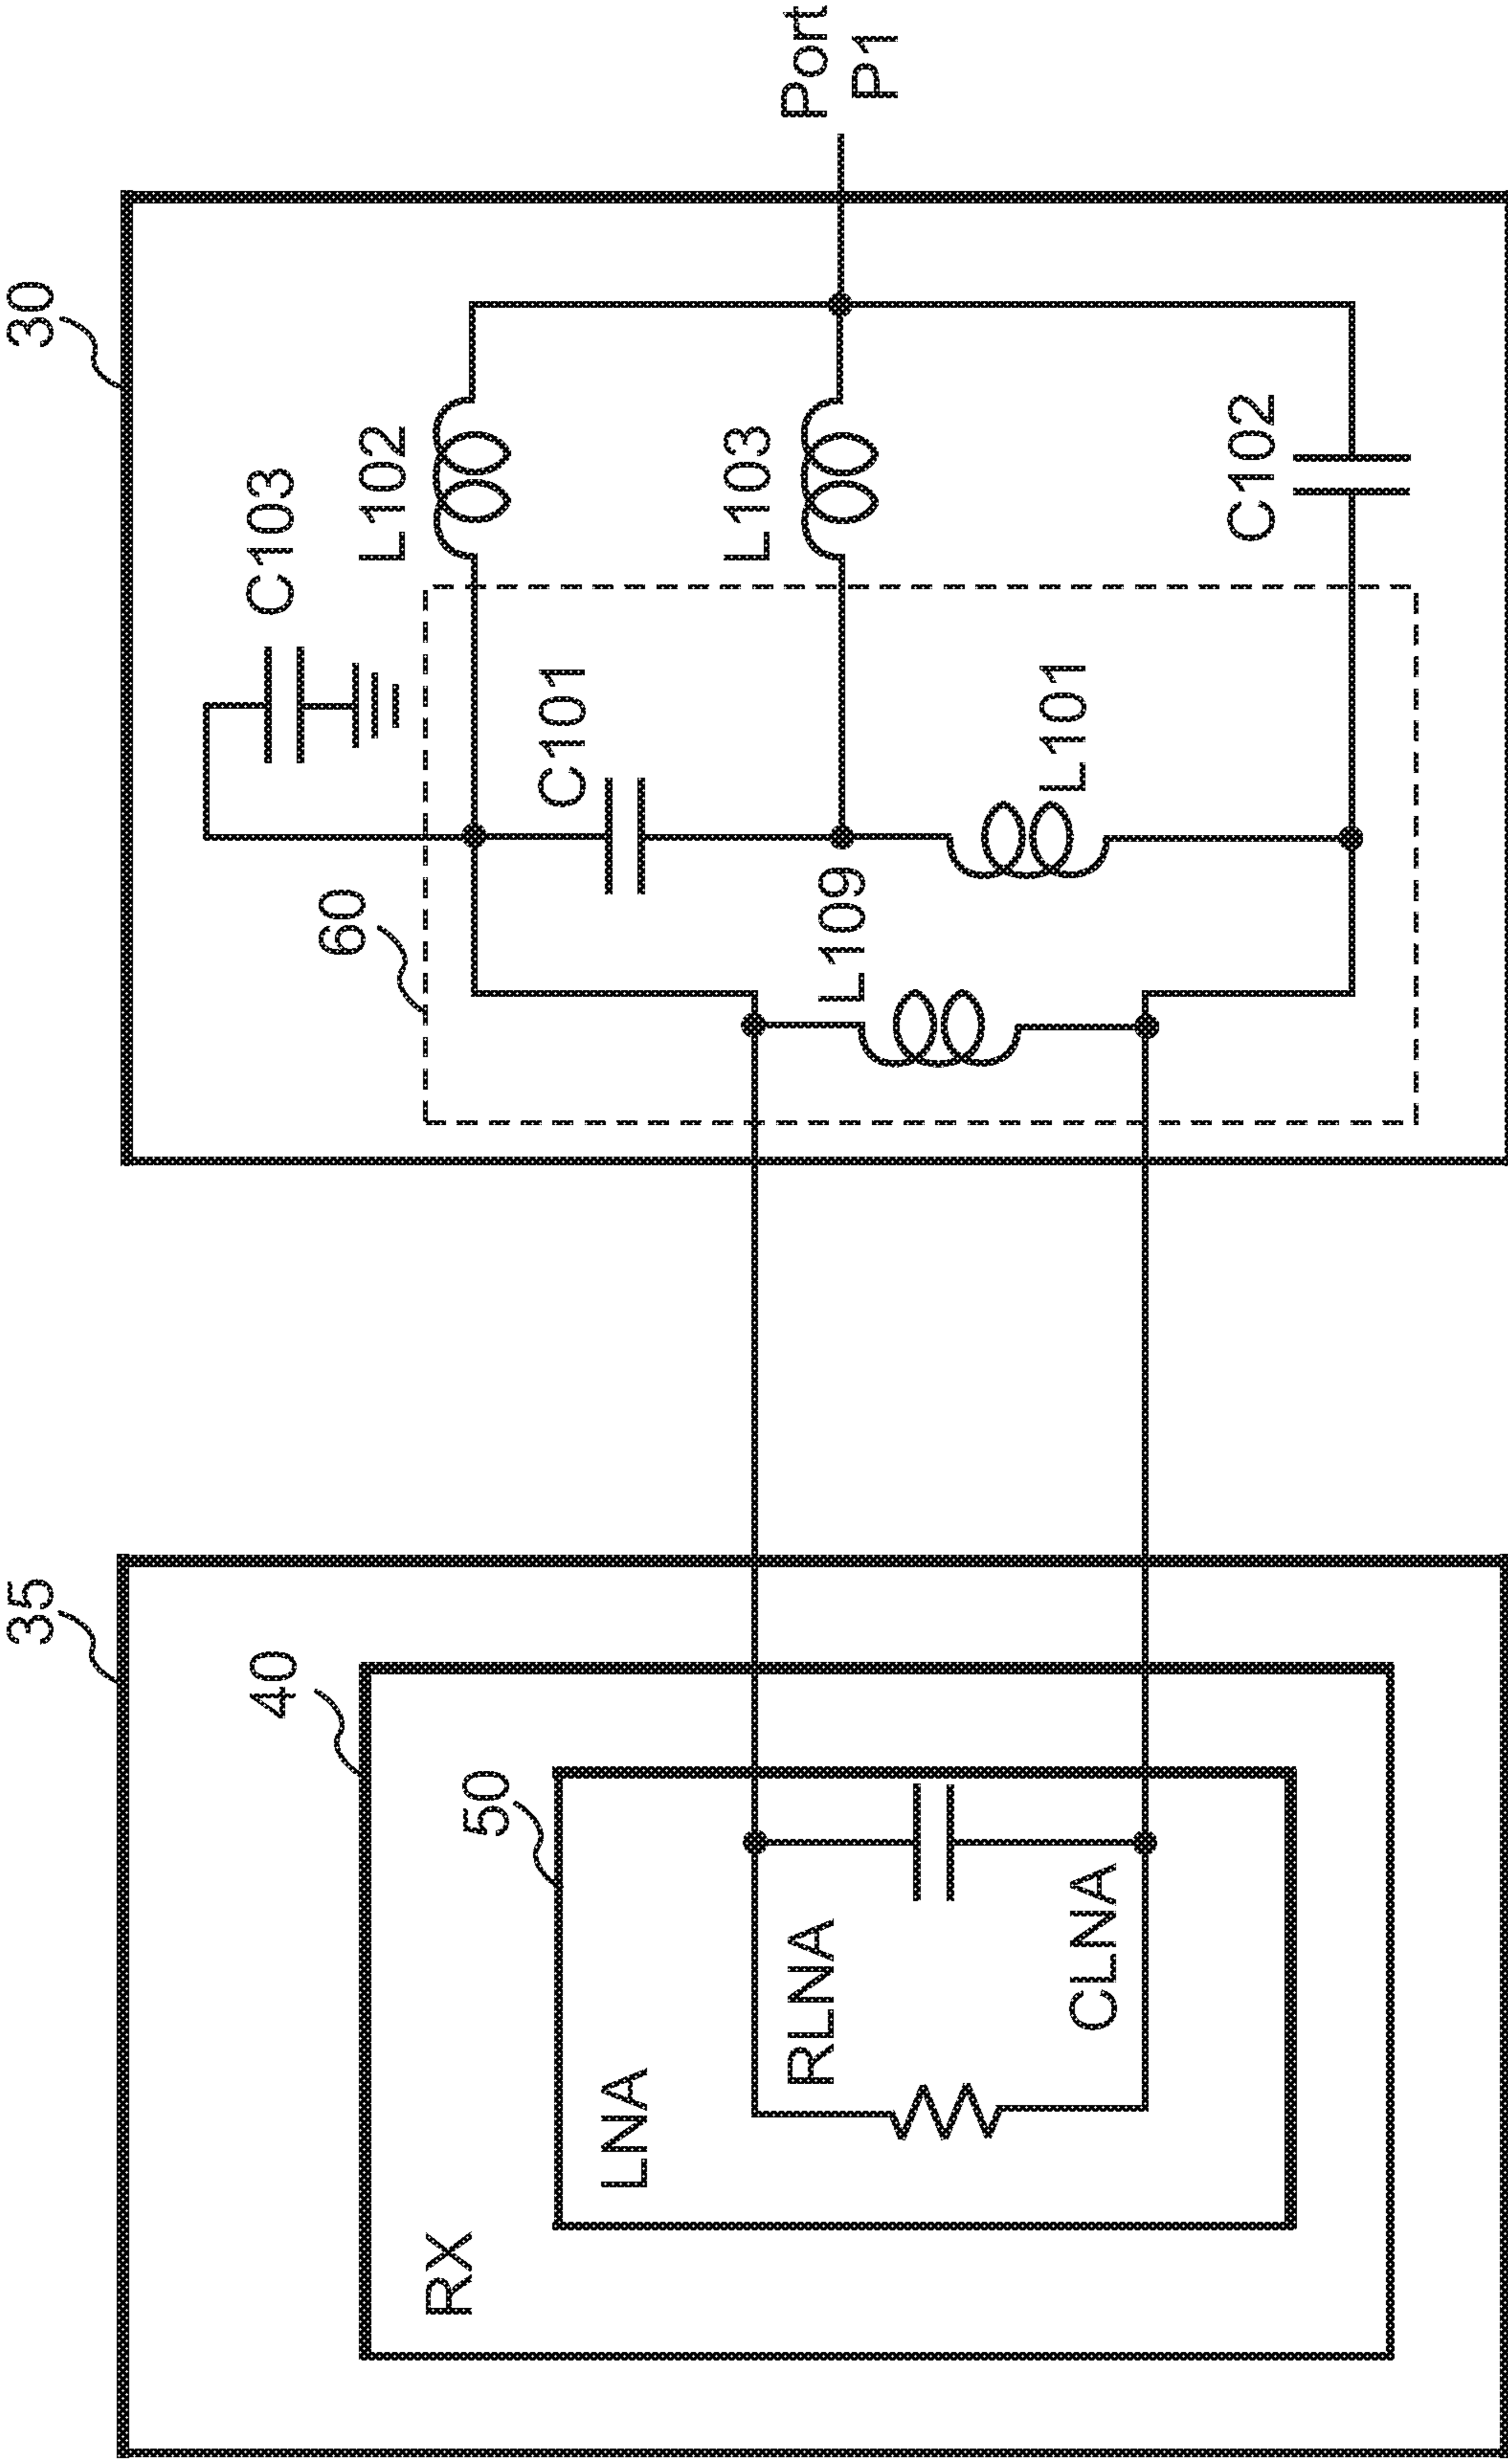 35
40
RX
50
LNA
RLNA
CLNA
30
60
C103
L102
C101
L103
L109
L101
C102
Port
P1